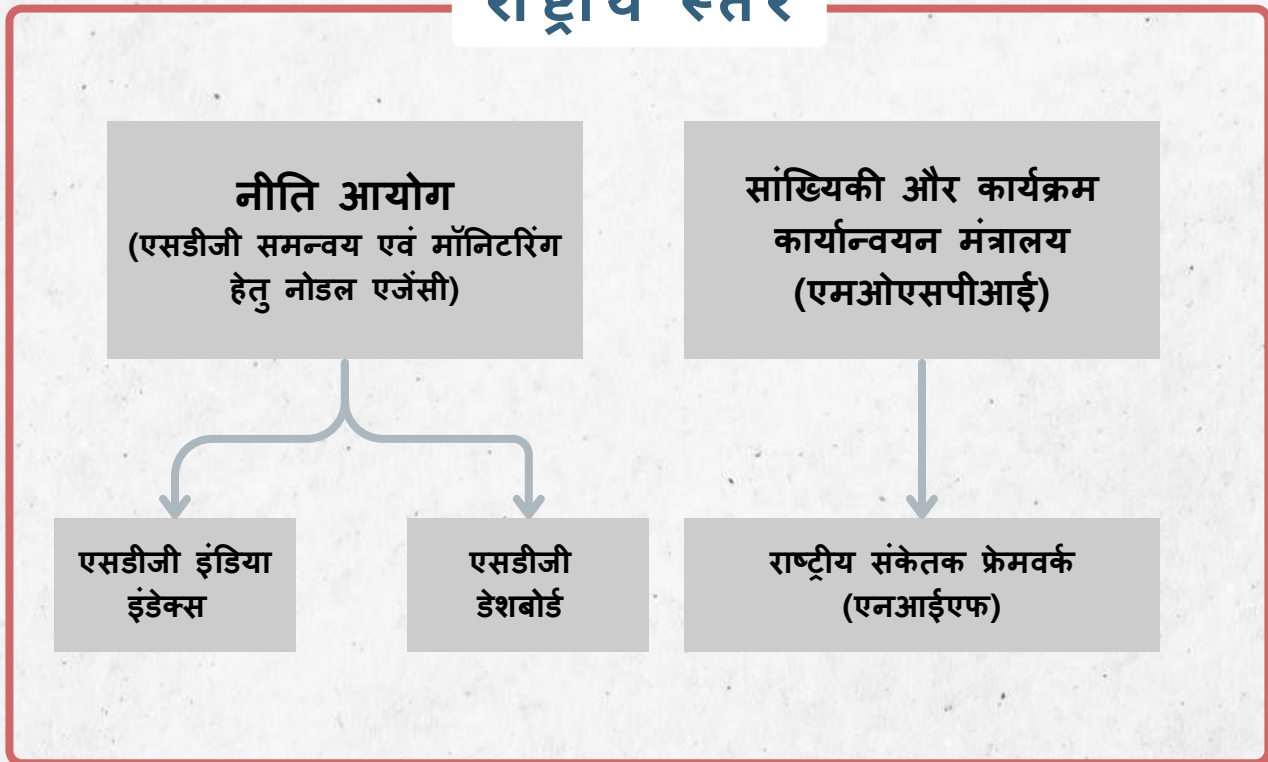 राष्ट्रीय स्तर
नीति आयोग
(एसडीजी समन्वय एवं मॉनिटरिंग
हेतु नोडल एजेंसी)
सांख्यिकी और कार्यक्रम
कार्यान्वयन मंत्रालय
(एमओएसपीआई)
एसडीजी इंडिया
इंडेक्स
एसडीजी
डेशबोर्ड
राष्ट्रीय संकेतक फ्रेमवर्क
(एनआईएफ)